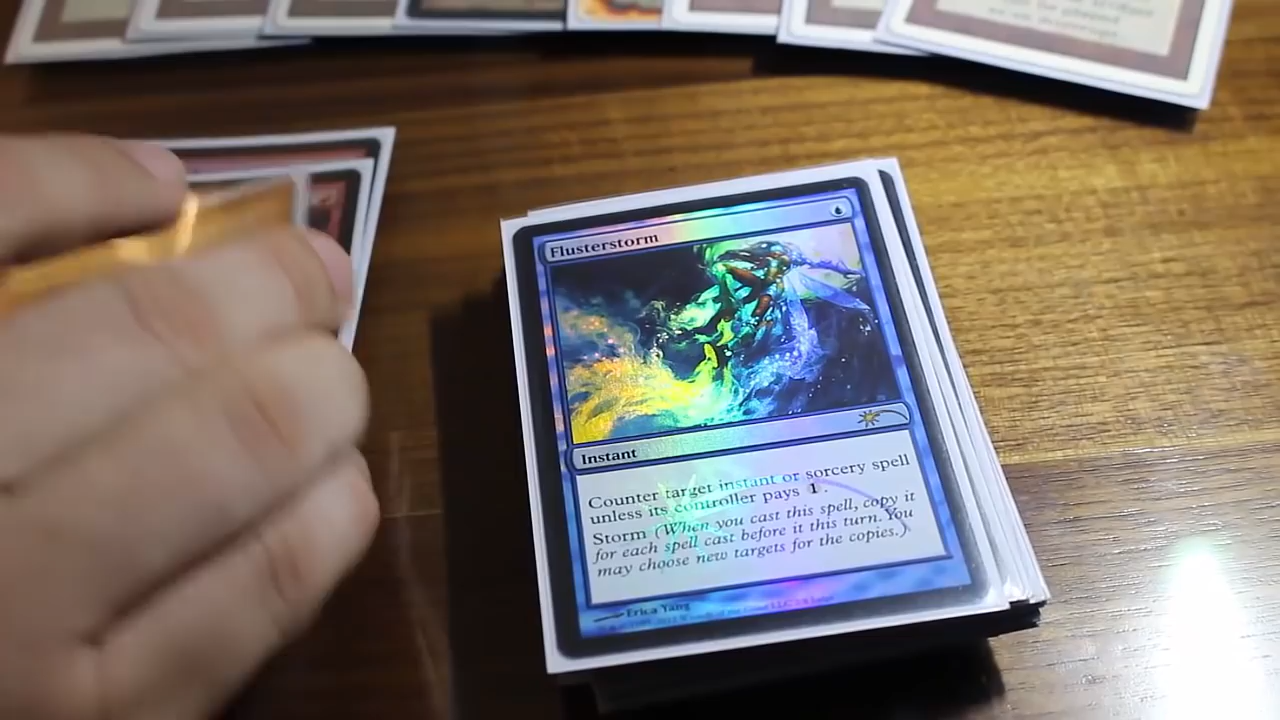 Flusterstorm
Instant
Counter target instant or sorcery spell
unless its controller pays 1.
Storm (When you cast this spell, copy it
for each spell cast before it this turn. You
may choose new targets for the copies.)
Erica Yang